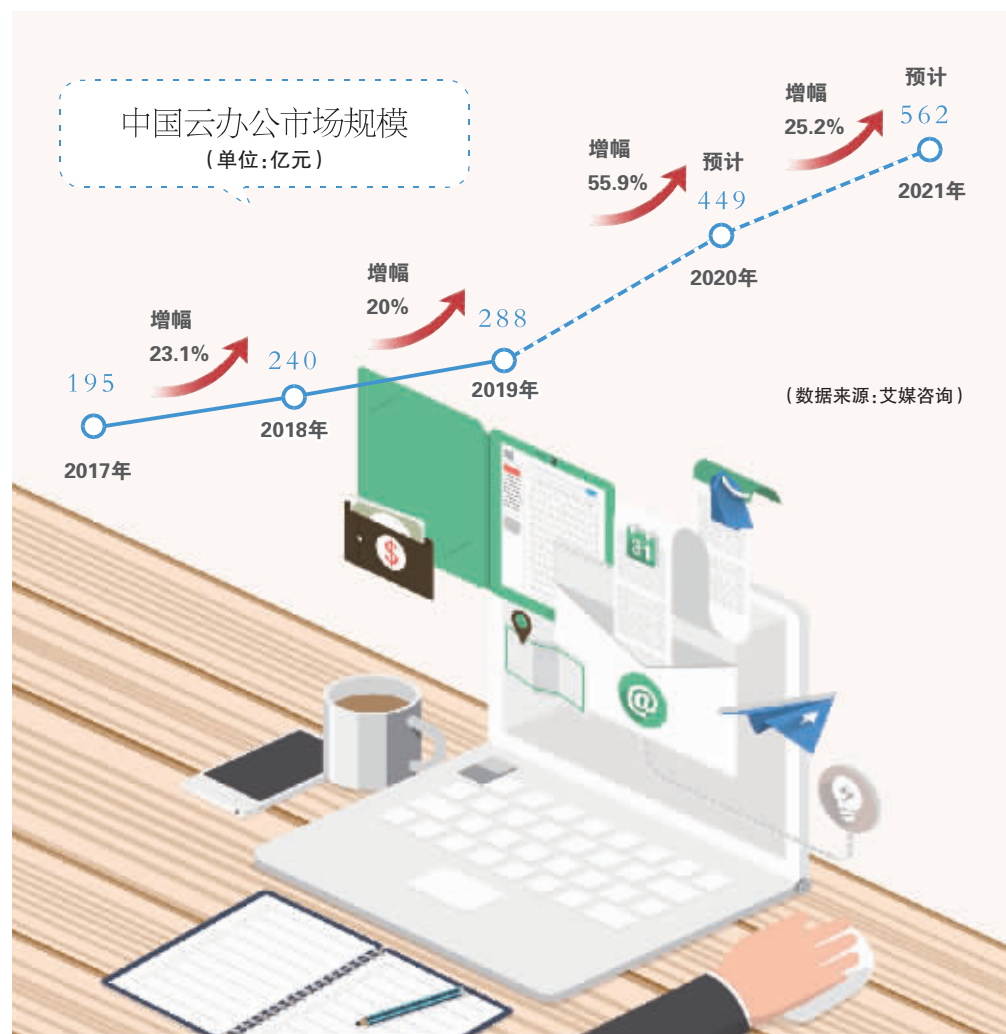 中国云办公市场规模
（单位:亿元）
195
2017年
增幅
23.1%
240
2018年
增幅
20%
288
2019年
增幅
55.9%
预计
449
2020年
增幅
25.2%
预计
562
2021年
（数据来源:艾媒咨询）
$
31
@